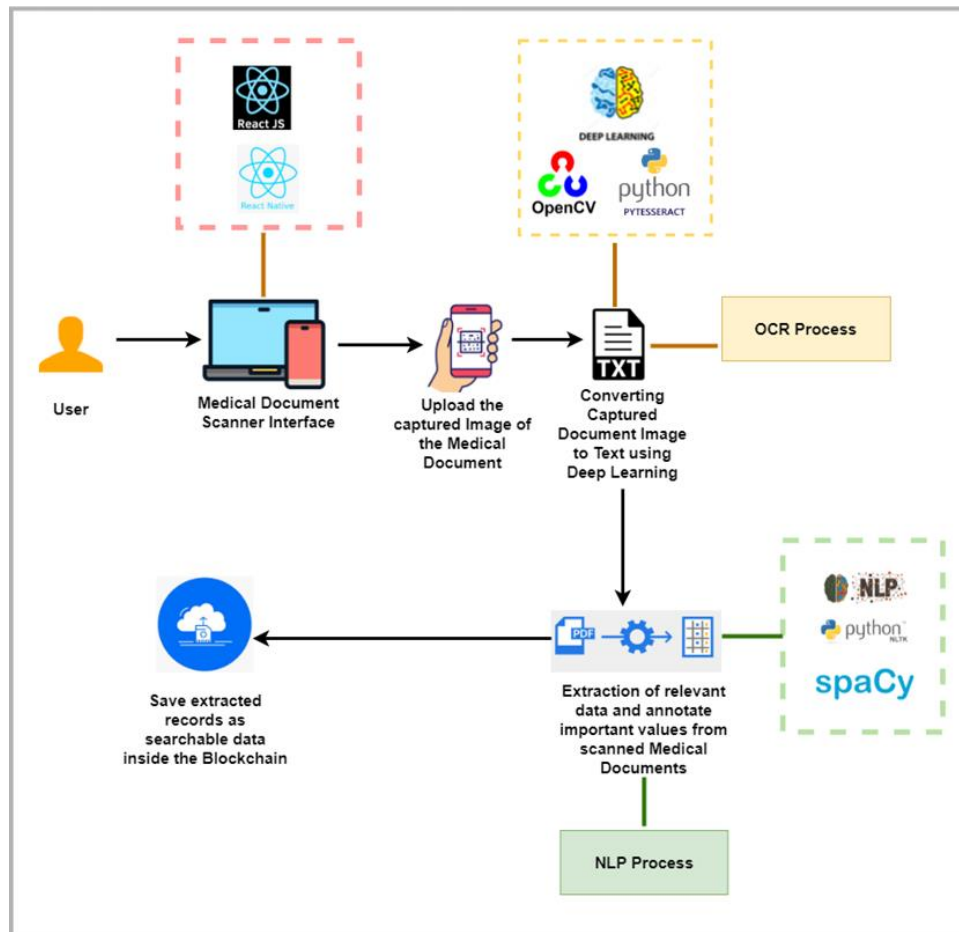 React JS
React Native
DEEP LEARNING
OpenCV
python
PYTESSERACT
User
Medical Document
Scanner Interface
Upload the
captured Image of
the Medical
Document
TXT
Converting
Captured
Document Image
to Text using
Deep Learning
OCR Process
Save extracted
records as
searchable data
inside the Blockchain
PDF
Extraction of relevant
data and annotate
important values from
scanned Medical
Documents
NLP
python™
NLTK
spaCy
NLP Process